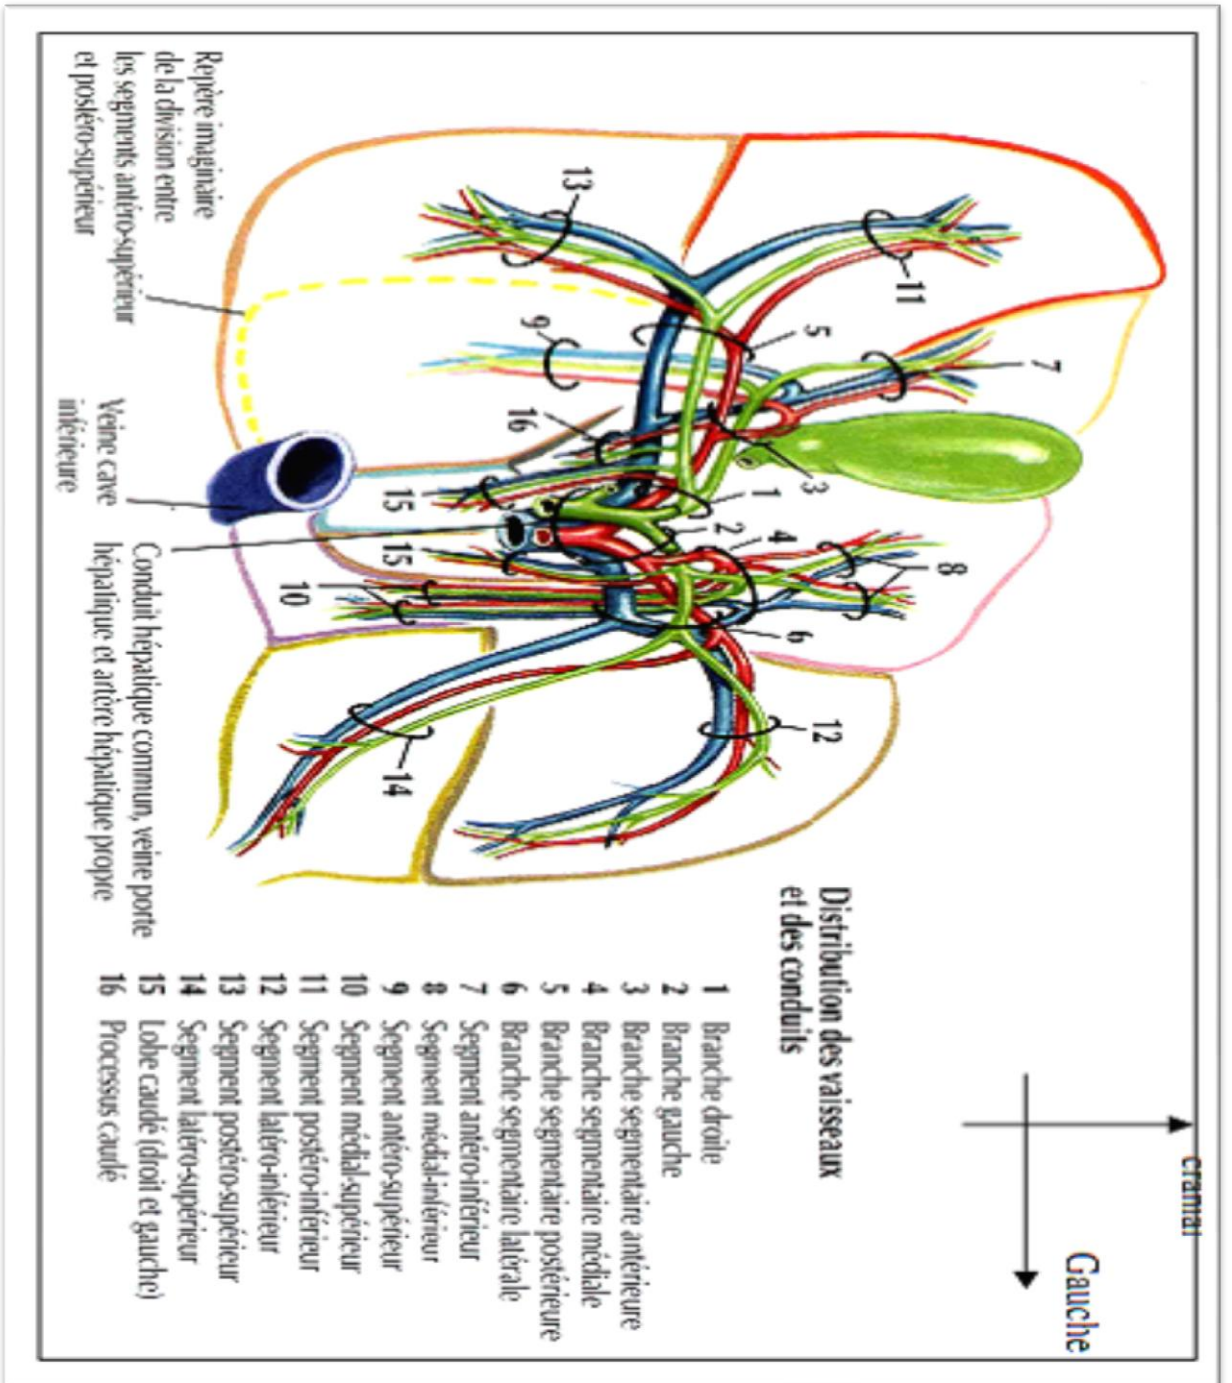 cranial
Gauche
Distribution des vaisseaux
et des conduits
7
8
11
12
5
3
6
4
1
2
13
9
16
15
15
14
10
1 Branche droite
2 Branche gauche
3 Branche segmentaire antérieure
4 Branche segmentaire médiale
5 Branche segmentaire postérieure
6 Branche segmentaire latérale
7 Segment antéro-inférieur
8 Segment médial-inférieur
9 Segment antéro-supérieur
10 Segment médial-supérieur
11 Segment postéro-inférieur
12 Segment latéro-inférieur
13 Segment postéro-supérieur
14 Segment latéro-supérieur
15 Lobe caudé (droit et gauche)
16 Processus caudé
Repère imaginaire
de la division entre
les segments antéro-supérieur
et postéro-supérieur
Veine cave
inférieure
Conduit hépatique commun, veine porte
hépatique et artère hépatique propre